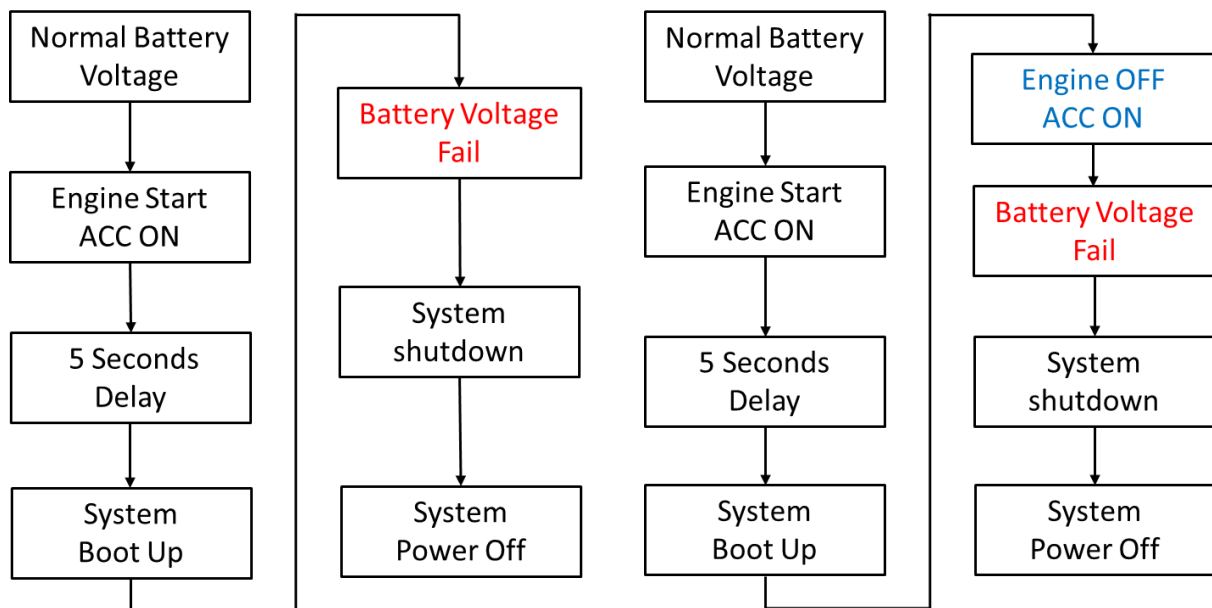 Normal Battery
Voltage
Engine Start
ACC ON
5 Seconds
Delay
System
Boot Up
Battery Voltage
Fail
System
shutdown
System
Power Off
Normal Battery
Voltage
Engine Start
ACC ON
5 Seconds
Delay
System
Boot Up
Engine OFF
ACC ON
Battery Voltage
Fail
System
shutdown
System
Power Off